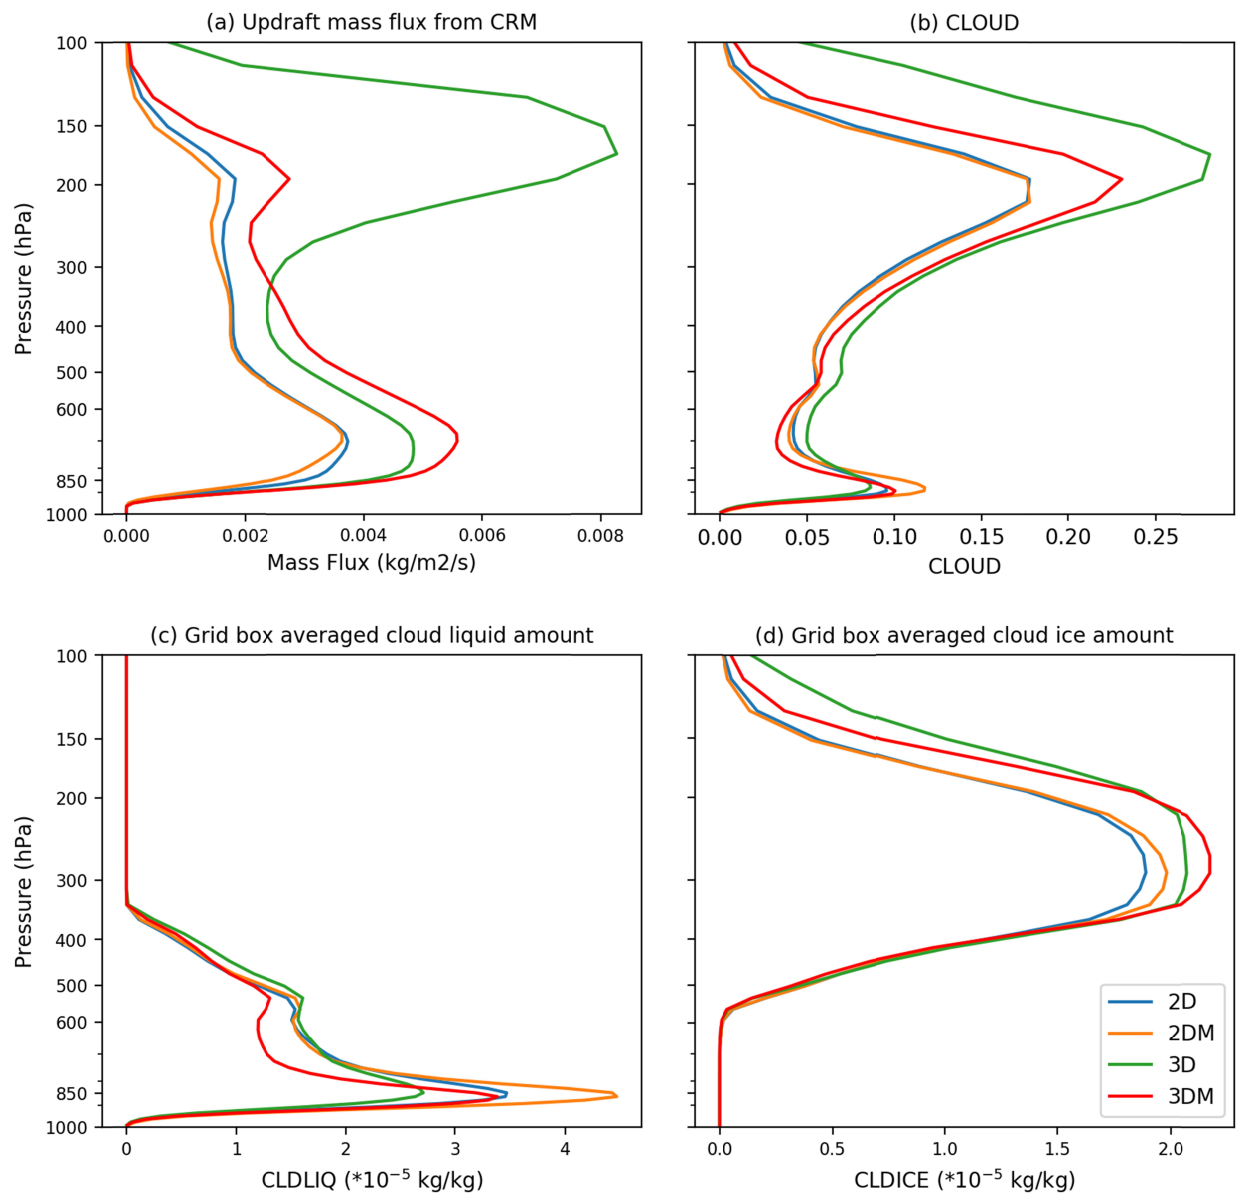 (a) Updraft mass flux from CRM
(b) CLOUD
100
150
200
300
400
500
600
850
1000
Pressure (hPa)
0.000 0.002 0.004 0.006 0.008
Mass Flux (kg/m2/s)
0.00 0.05 0.10 0.15 0.20 0.25
CLOUD
(c) Grid box averaged cloud liquid amount
(d) Grid box averaged cloud ice amount
100
150
200
300
400
500
600
850
1000
Pressure (hPa)
0 1 2 3 4
CLDLIQ (*10⁻⁵ kg/kg)
2D
2DM
3D
3DM
0.0 0.5 1.0 1.5 2.0
CLDICE (*10⁻⁵ kg/kg)